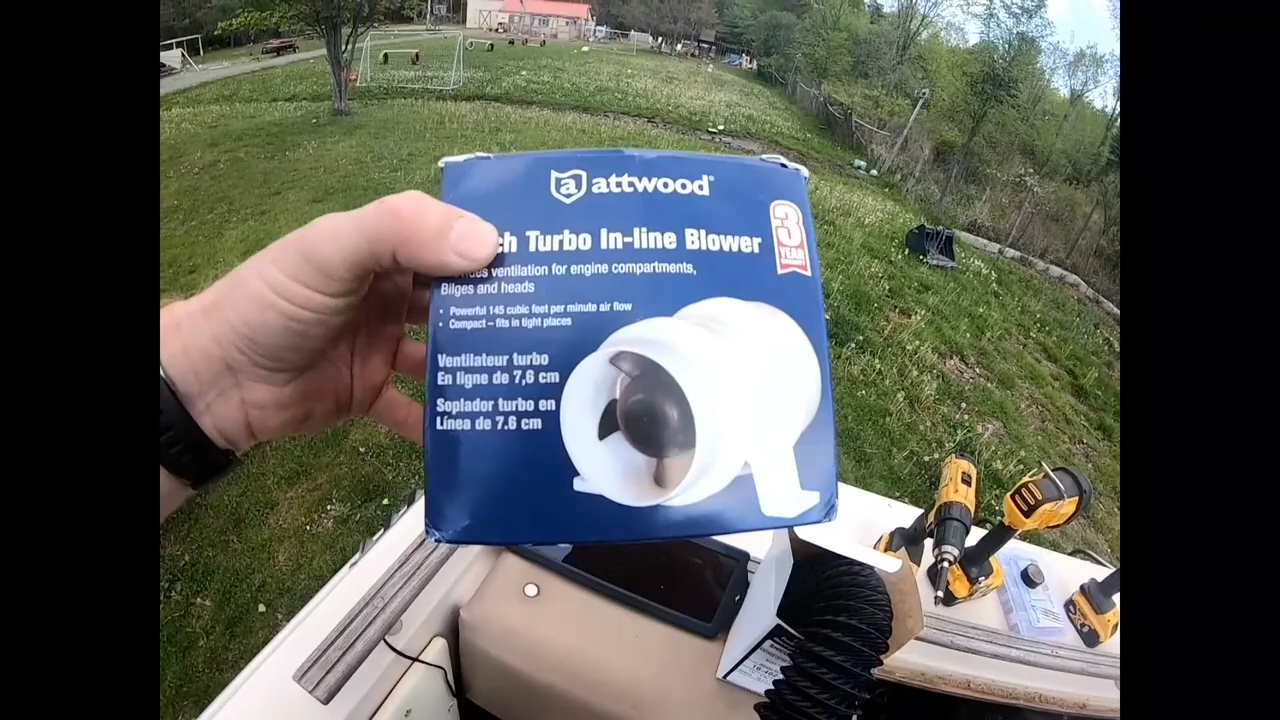 attwood
ch Turbo In-line Blower
3
YEAR
ventilation for engine compartments,
Bilges and heads
• Powerful 145 cubic feet per minute air flow
• Compact – fits in tight places
Ventilateur turbo
En ligne de 7,6 cm
Soplador turbo en
Línea de 7.6 cm